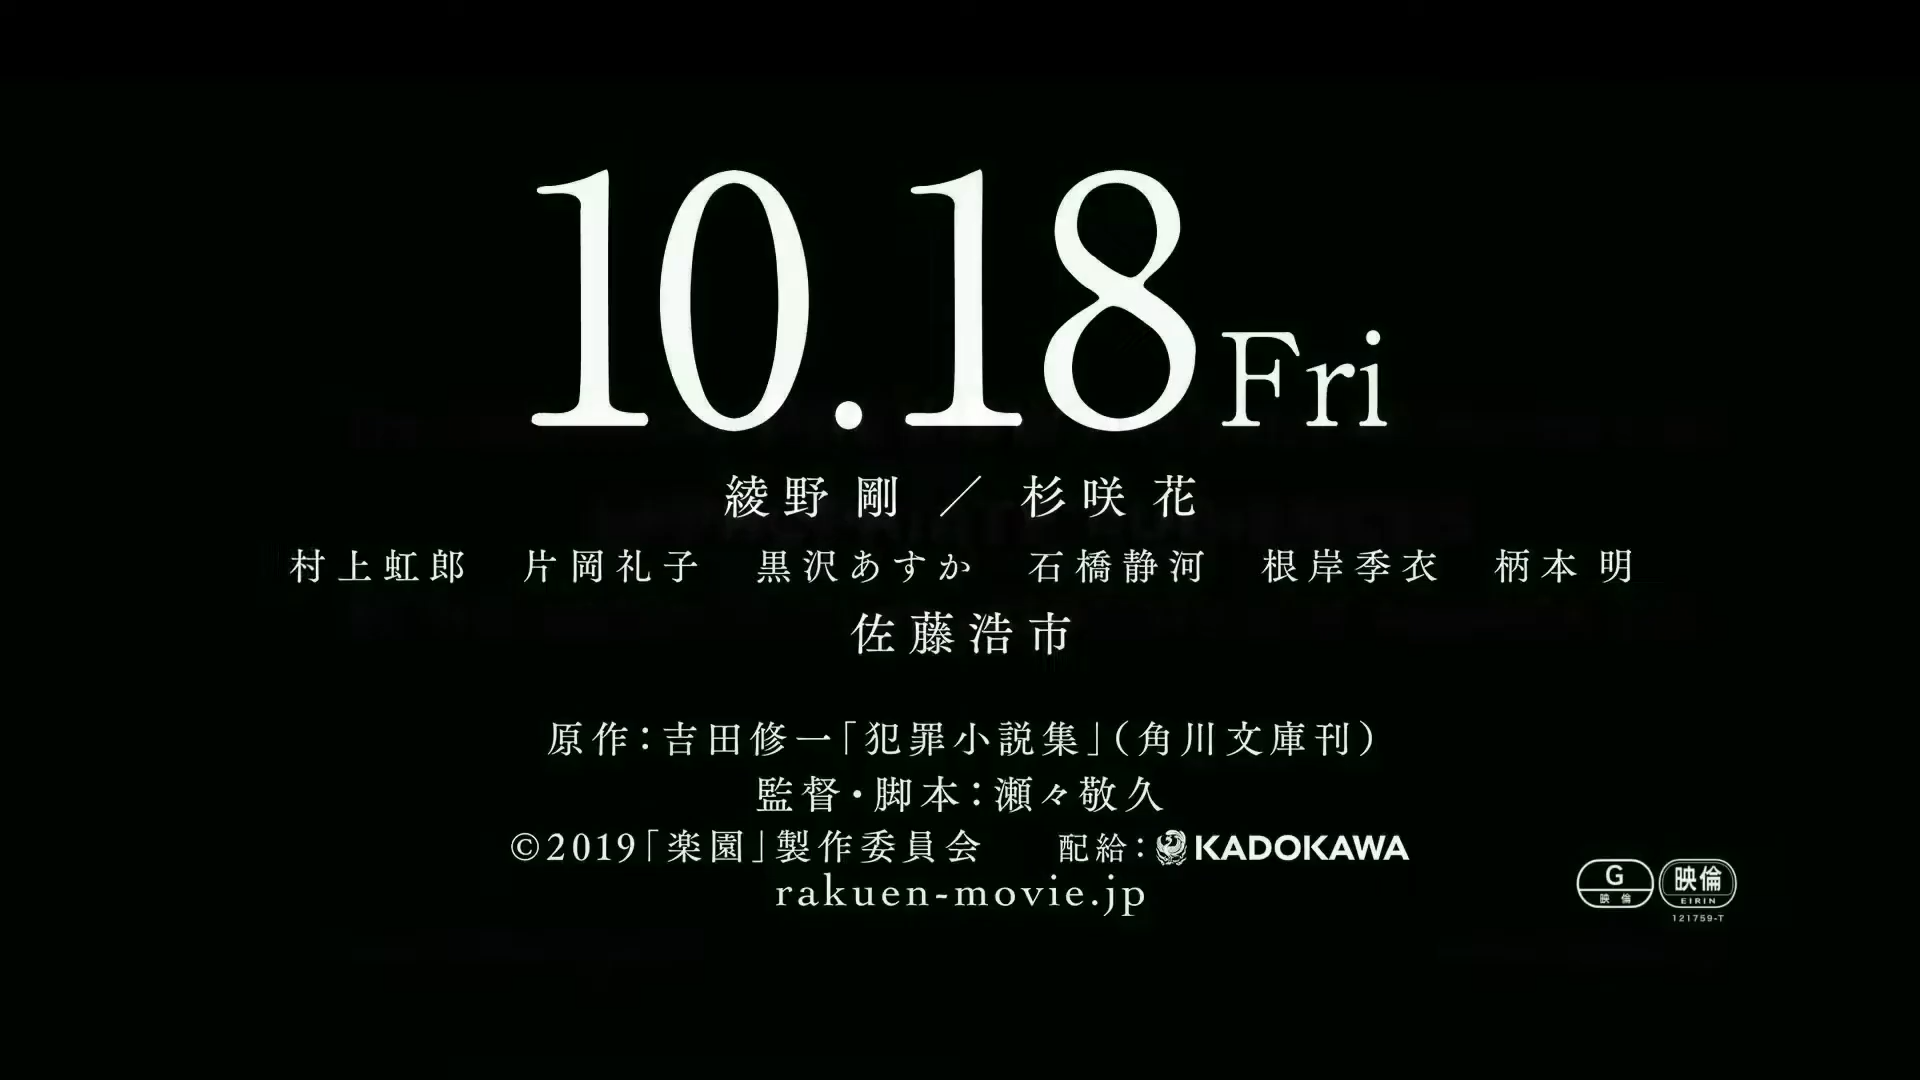 10.18 Fri
綾野 剛 ／ 杉咲 花
村上虹郎　片岡礼子　黒沢あすか　石橋静河　根岸季衣　柄本 明
佐藤浩市
原作：吉田修一「犯罪小説集」（角川文庫刊）
監督・脚本：瀬々敬久
©2019「楽園」製作委員会　配給：KADOKAWA
rakuen-movie.jp
G
映倫
映倫
EIRIN
121759-T